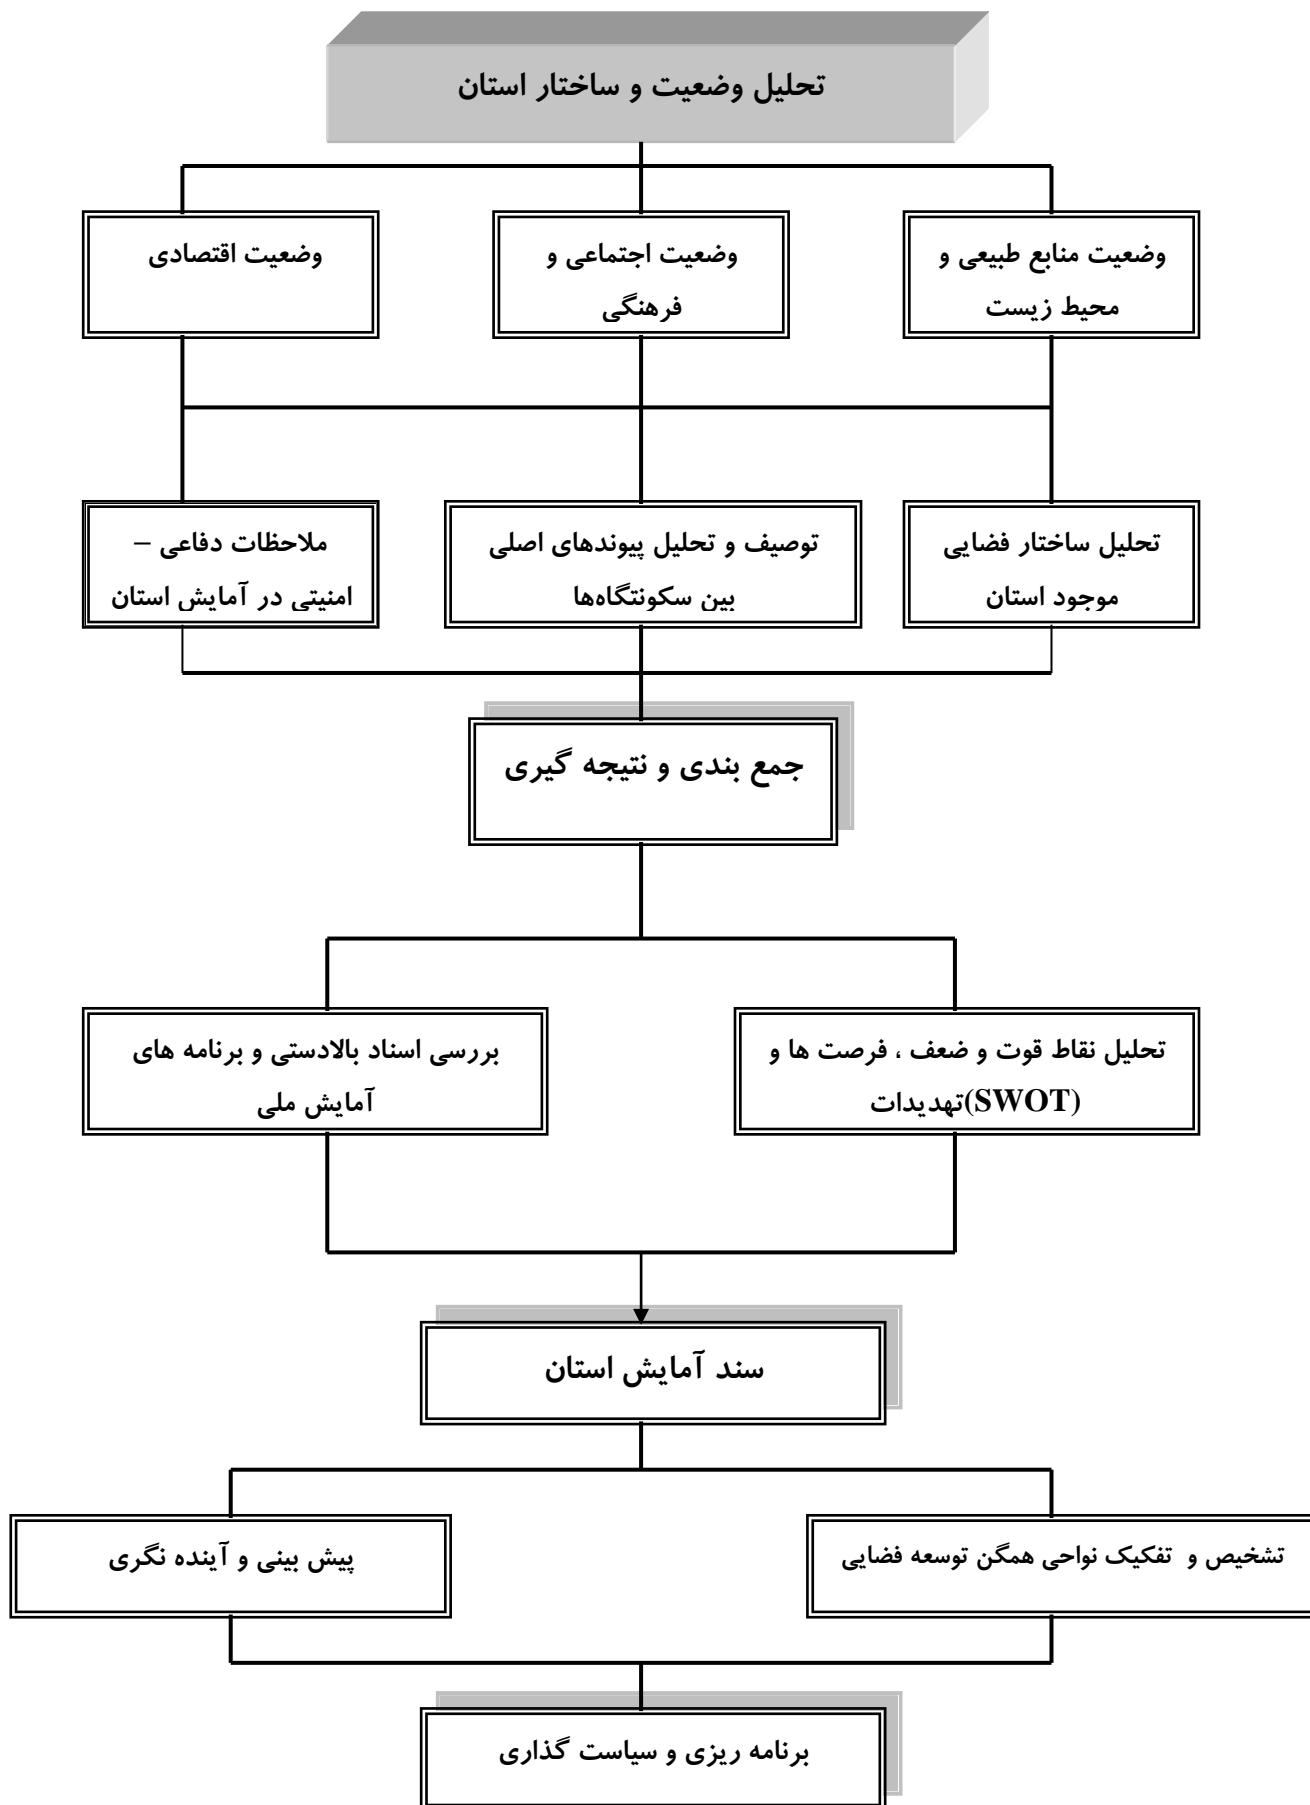 تحلیل وضعیت و ساختار استان
وضعیت منابع طبیعی و
محیط زیست
وضعیت اجتماعی و
فرهنگی
وضعیت اقتصادی
تحلیل ساختار فضایی
موجود استان
توصیف و تحلیل پیوندهای اصلی
بین سکونتگاه‌ها
ملاحظات دفاعی –
امنیتی در آمایش استان
جمع بندی و نتیجه گیری
تحلیل نقاط قوت و ضعف ، فرصت ها و
تهدیدات(SWOT)
بررسی اسناد بالادستی و برنامه های
آمایش ملی
سند آمایش استان
تشخیص و تفکیک نواحی همگن توسعه فضایی
پیش بینی و آینده نگری
برنامه ریزی و سیاست گذاری